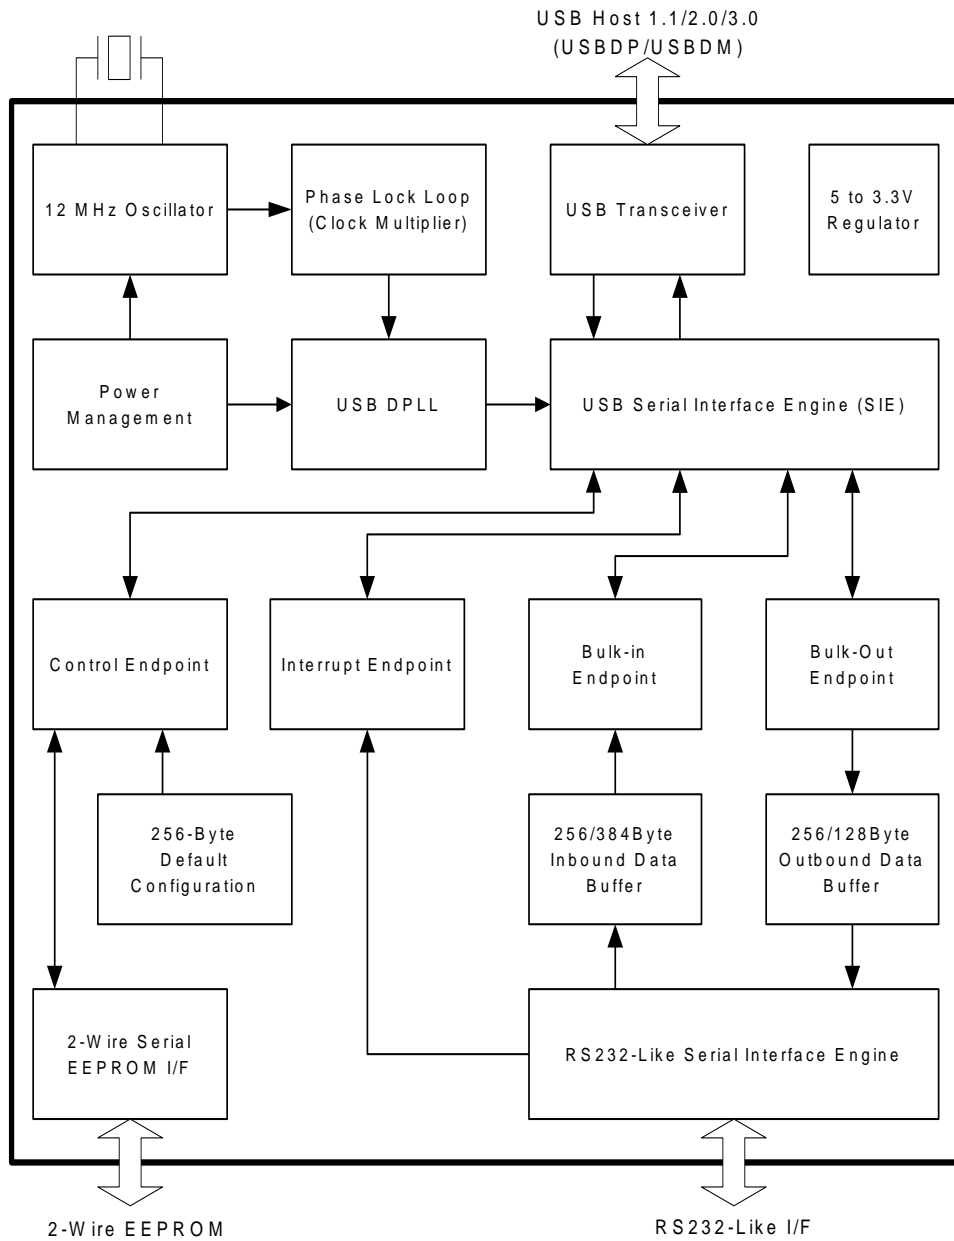 USB Host 1.1/2.0/3.0
(USBDP/USBDM)
12 MHz Oscillator
Phase Lock Loop
(Clock Multiplier)
USB Transceiver
5 to 3.3V
Regulator
Power
Management
USB DPLL
USB Serial Interface Engine (SIE)
Control Endpoint
Interrupt Endpoint
Bulk-in
Endpoint
Bulk-Out
Endpoint
256-Byte
Default
Configuration
256/384Byte
Inbound Data
Buffer
256/128Byte
Outbound Data
Buffer
2-Wire Serial
EEPROM I/F
RS232-Like Serial Interface Engine
2-Wire EEPROM
RS232-Like I/F